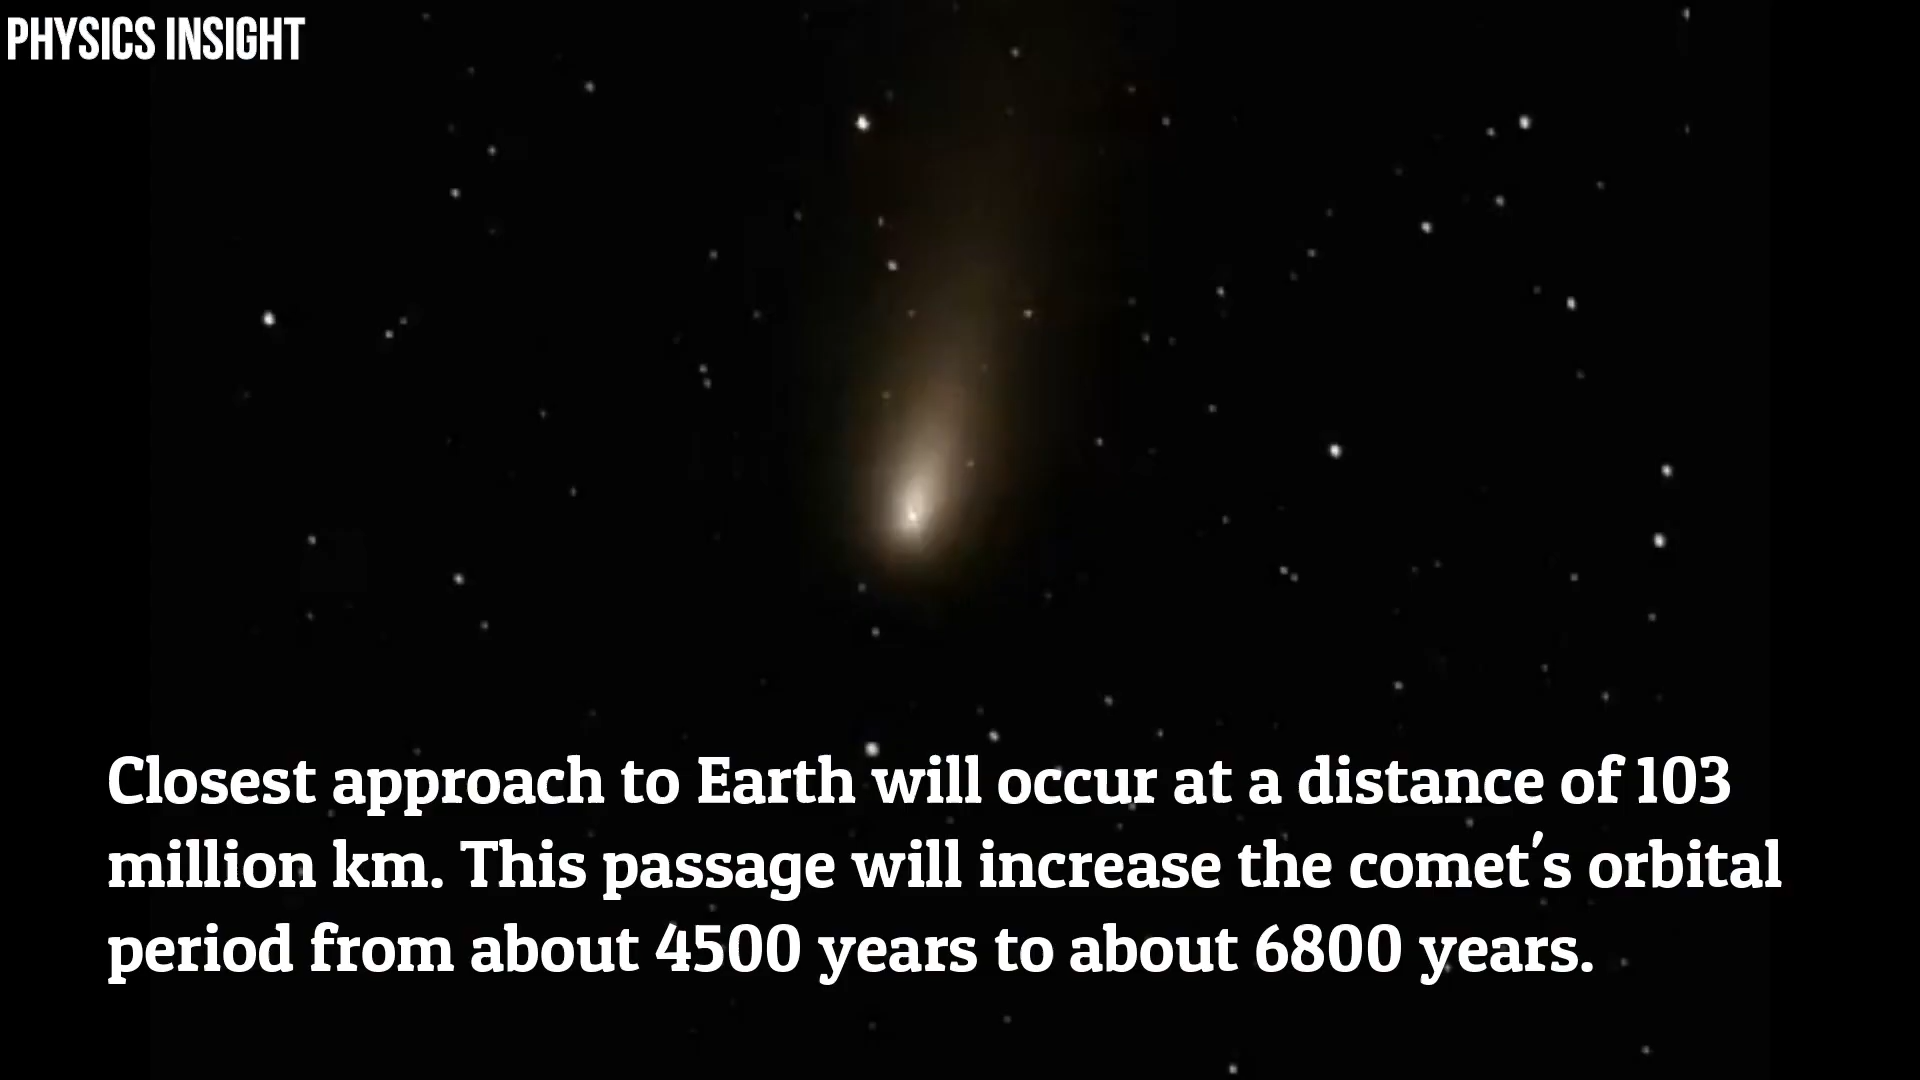 PHYSICS INSIGHT
Closest approach to Earth will occur at a distance of 103
million km. This passage will increase the comet's orbital
period from about 4500 years to about 6800 years.